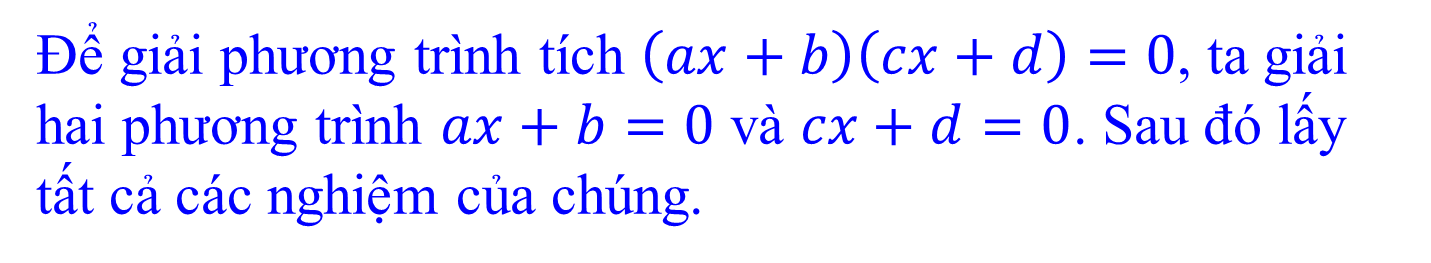 Để giải phương trình tích (ax + b)(cx + d) = 0, ta giải
hai phương trình ax + b = 0 và cx + d = 0. Sau đó lấy
tất cả các nghiệm của chúng.